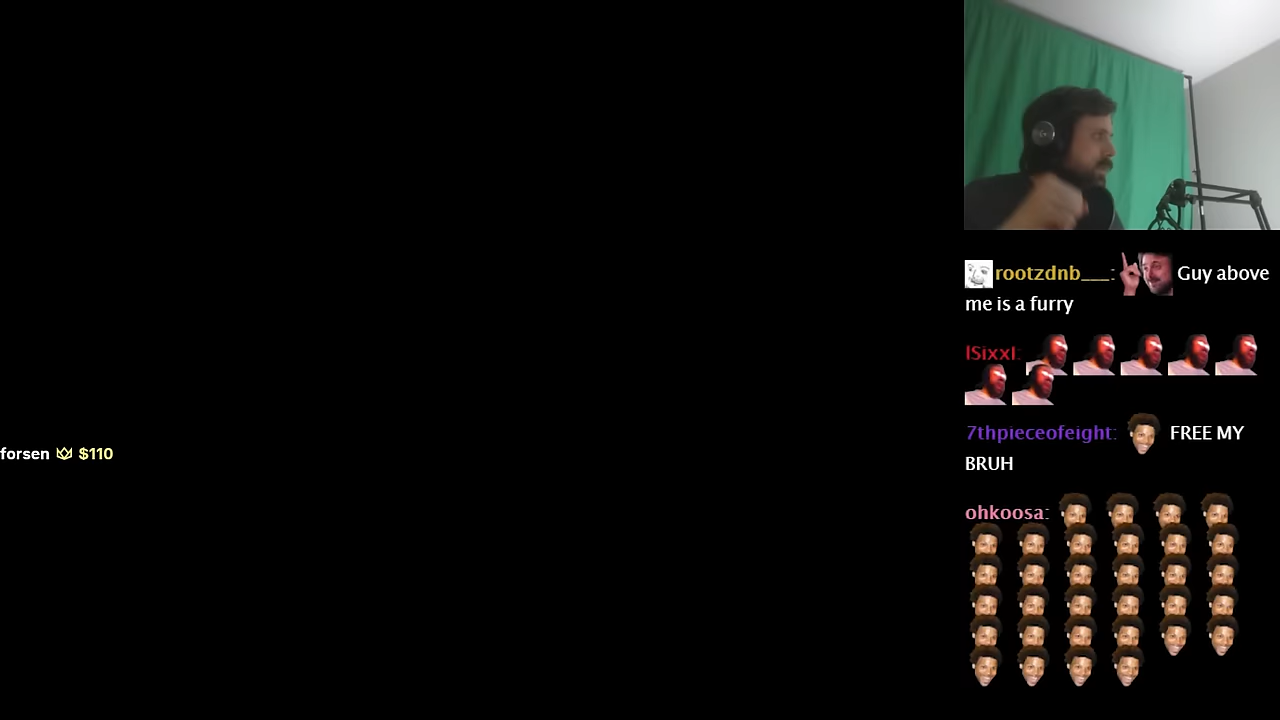 rootzdnb___: Guy above
me is a furry
lSixxl:
7thpieceofeight: FREE MY
BRUH
forsen $110
ohkoosa: